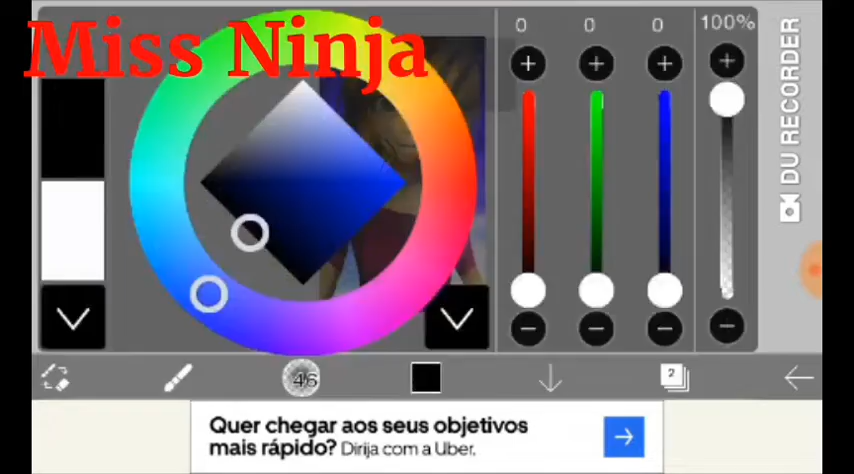 Miss Ninja
0 0 0 100%
DU RECORDER
46
2
Quer chegar aos seus objetivos
mais rápido? Dirija com a Uber.